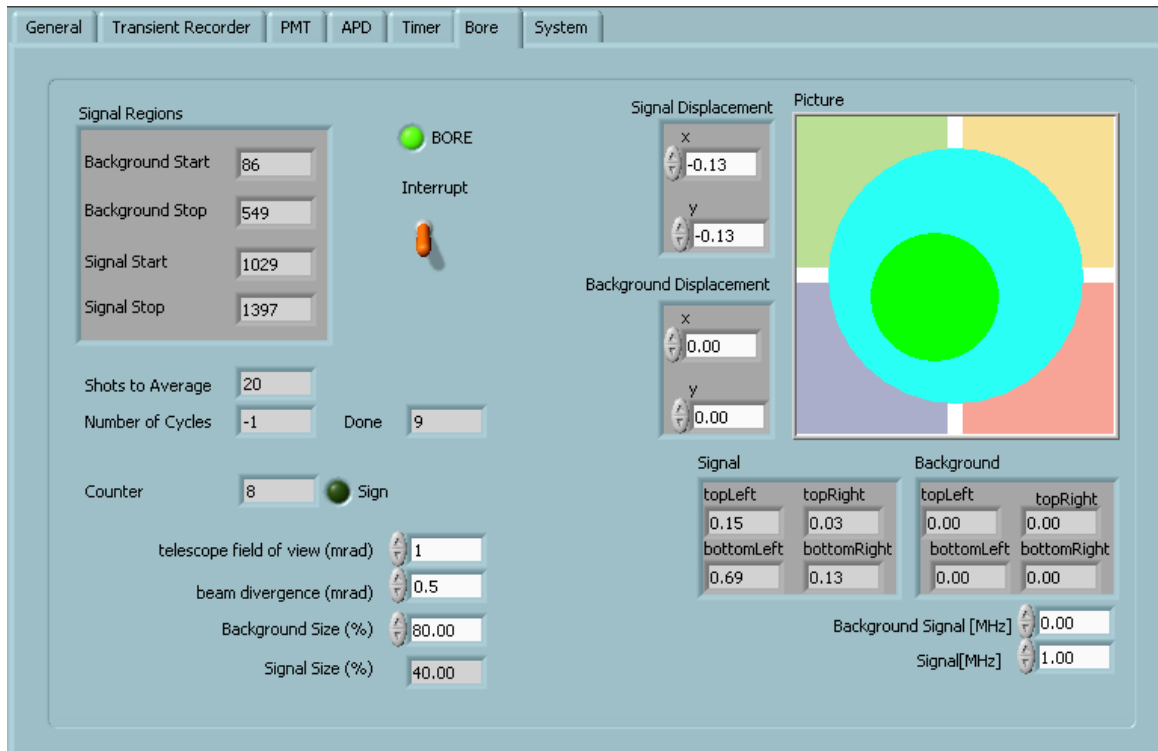 General Transient Recorder PMT APD Timer Bore System
Signal Regions
Background Start 86
Background Stop 549
Signal Start 1029
Signal Stop 1397
BORE
Interrupt
Shots to Average 20
Number of Cycles -1 Done 9
Counter 8 Sign
telescope field of view (mrad) 1
beam divergence (mrad) 0.5
Background Size (%) 80.00
Signal Size (%) 40.00
Signal Displacement
x
-0.13
y
-0.13
Background Displacement
x
0.00
y
0.00
Picture
Signal
topLeft topRight
0.15 0.03
bottomLeft bottomRight
0.69 0.13
Background
topLeft topRight
0.00 0.00
bottomLeft bottomRight
0.00 0.00
Background Signal [MHz] 0.00
Signal[MHz] 1.00